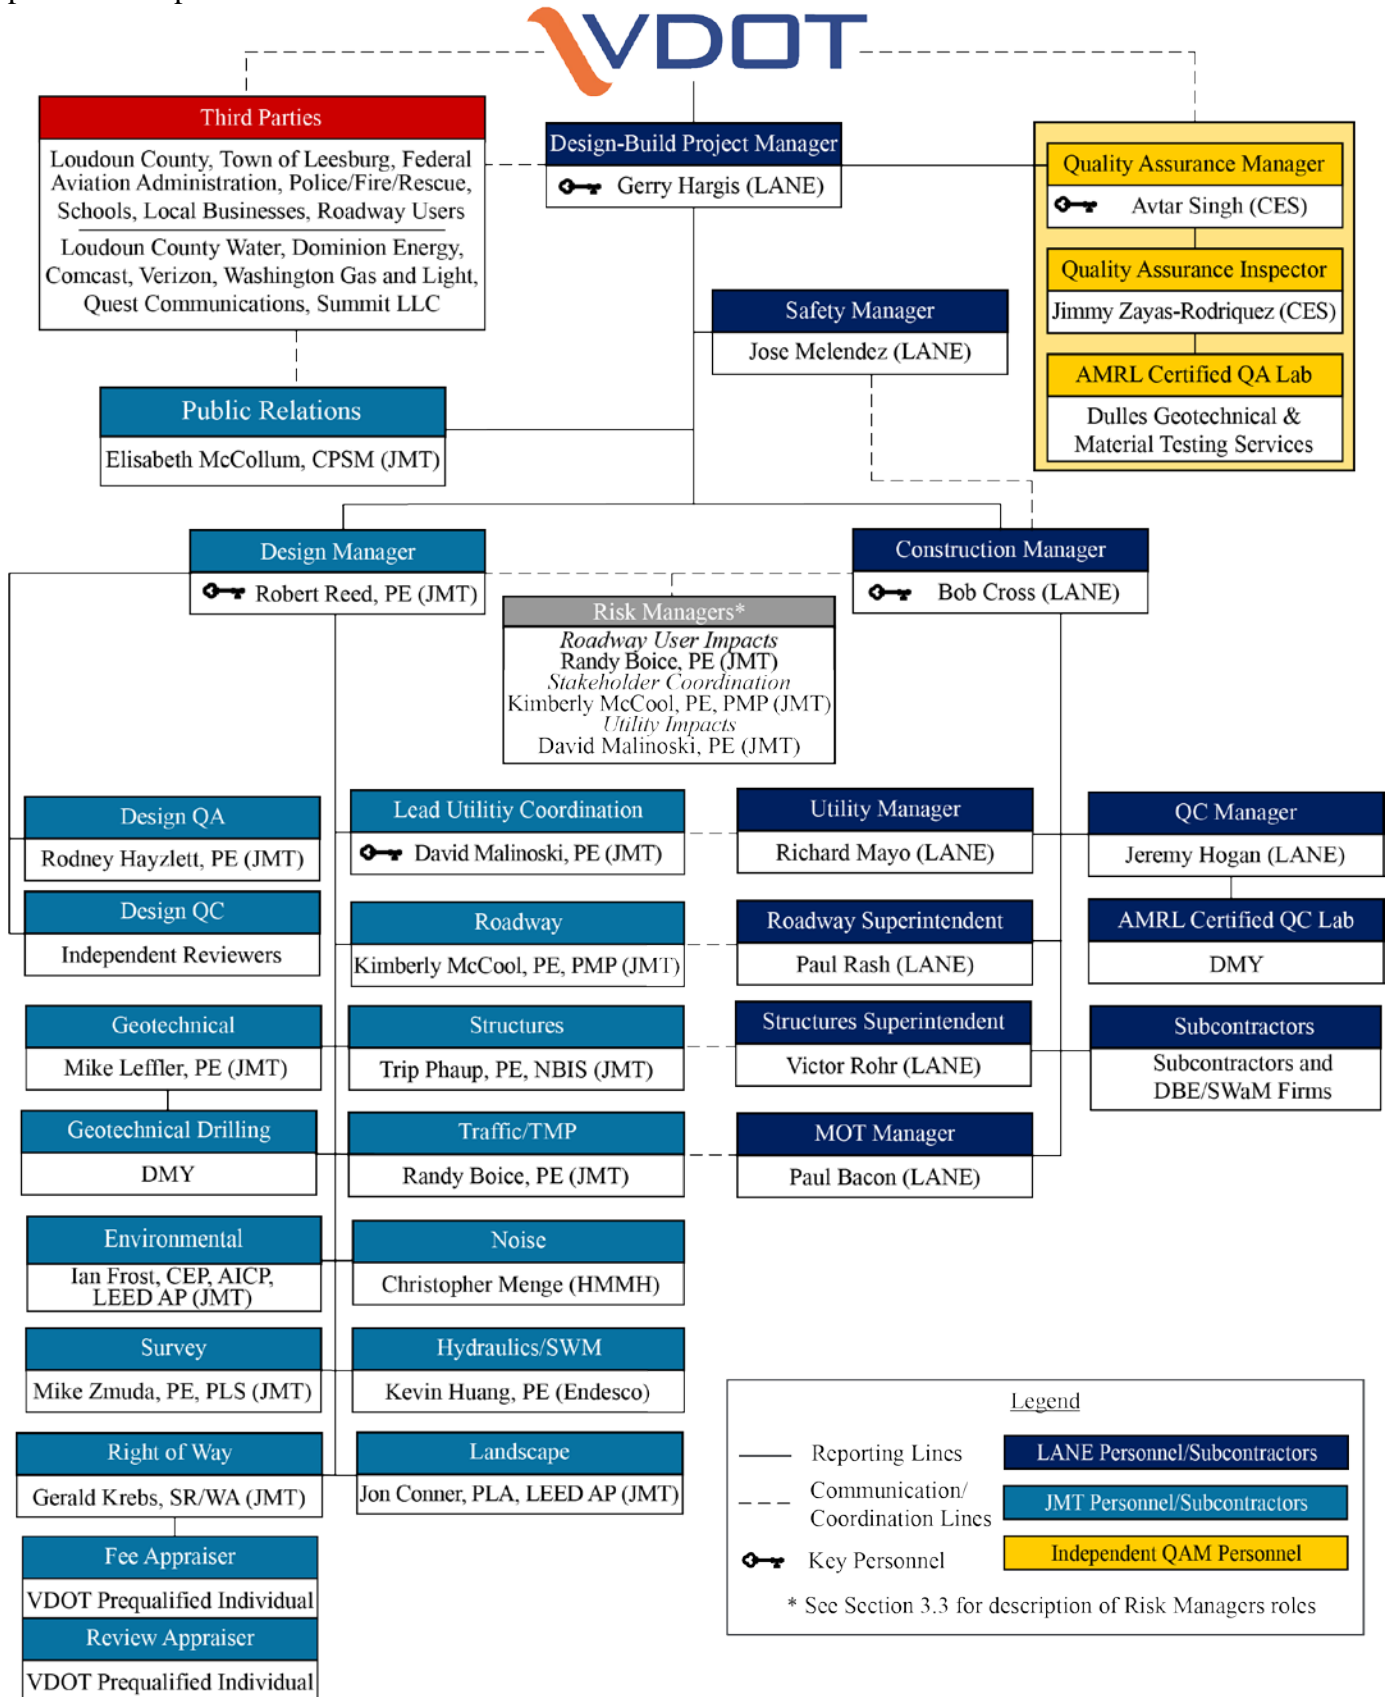 VDOT
Third Parties
Loudoun County, Town of Leesburg, Federal
Aviation Administration, Police/Fire/Rescue,
Schools, Local Businesses, Roadway Users
Loudoun County Water, Dominion Energy,
Comcast, Verizon, Washington Gas and Light,
Quest Communications, Summit LLC
Design-Build Project Manager
Gerry Hargis (LANE)
Quality Assurance Manager
Avtar Singh (CES)
Quality Assurance Inspector
Jimmy Zayas-Rodriquez (CES)
AMRL Certified QA Lab
Dulles Geotechnical &
Material Testing Services
Safety Manager
Jose Melendez (LANE)
Public Relations
Elisabeth McCollum, CPSM (JMT)
Design Manager
Robert Reed, PE (JMT)
Construction Manager
Bob Cross (LANE)
Risk Managers*
Roadway User Impacts
Randy Boice, PE (JMT)
Stakeholder Coordination
Kimberly McCool, PE, PMP (JMT)
Utility Impacts
David Malinoski, PE (JMT)
Design QA
Rodney Hayzlett, PE (JMT)
Lead Utilitiy Coordination
David Malinoski, PE (JMT)
Utility Manager
Richard Mayo (LANE)
QC Manager
Jeremy Hogan (LANE)
Design QC
Independent Reviewers
Roadway
Kimberly McCool, PE, PMP (JMT)
Roadway Superintendent
Paul Rash (LANE)
AMRL Certified QC Lab
DMY
Geotechnical
Mike Leffler, PE (JMT)
Structures
Trip Phaup, PE, NBIS (JMT)
Structures Superintendent
Victor Rohr (LANE)
Subcontractors
Subcontractors and
DBE/SWaM Firms
Geotechnical Drilling
DMY
Traffic/TMP
Randy Boice, PE (JMT)
MOT Manager
Paul Bacon (LANE)
Environmental
Ian Frost, CEP, AICP,
LEED AP (JMT)
Noise
Christopher Menge (HMMH)
Survey
Mike Zmuda, PE, PLS (JMT)
Hydraulics/SWM
Kevin Huang, PE (Endesco)
Right of Way
Gerald Krebs, SR/WA (JMT)
Landscape
Jon Conner, PLA, LEED AP (JMT)
Fee Appraiser
VDOT Prequalified Individual
Review Appraiser
VDOT Prequalified Individual
Legend
Reporting Lines
LANE Personnel/Subcontractors
Communication/
Coordination Lines
JMT Personnel/Subcontractors
Key Personnel
Independent QAM Personnel
* See Section 3.3 for description of Risk Managers roles